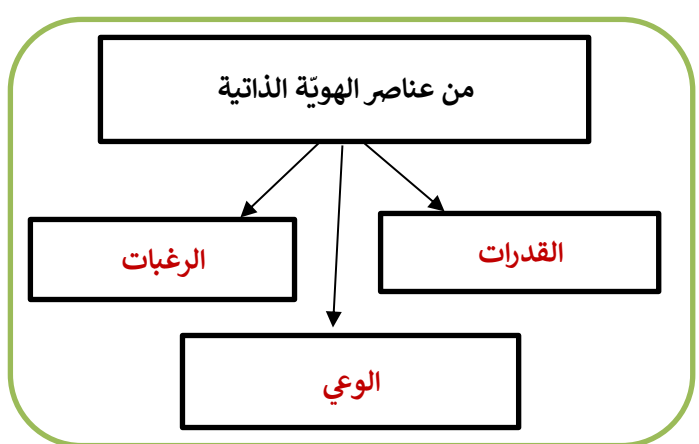 من عناصر الهويّة الذاتية
القدرات
الرغبات
الوعي